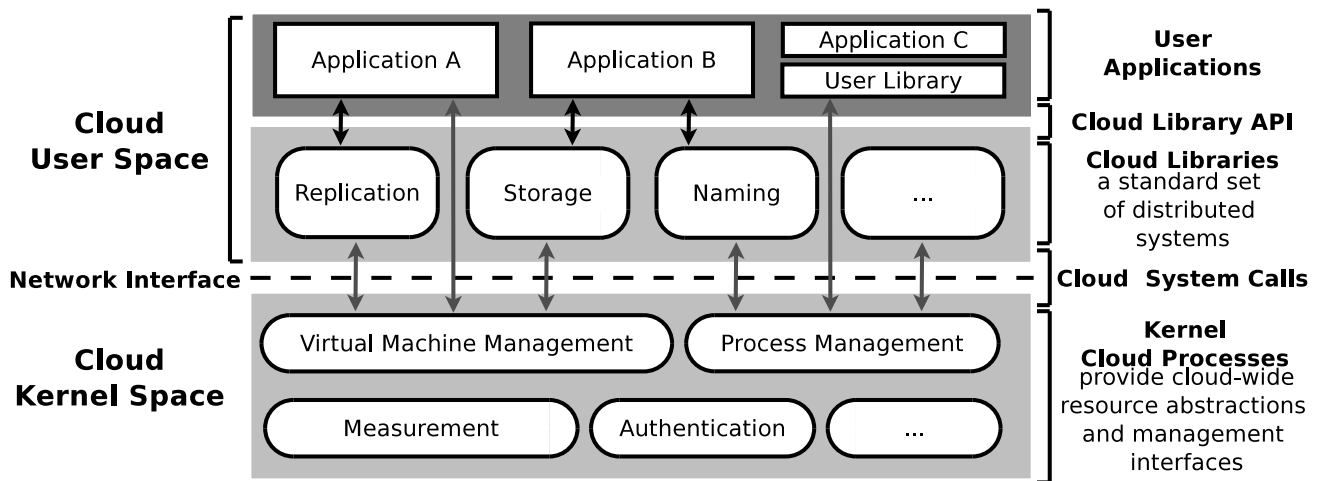 Cloud
User Space
Network Interface
Cloud
Kernel Space
Application A
Application B
Application C
User Library
Replication
Storage
Naming
...
Virtual Machine Management
Process Management
Measurement
Authentication
...
User
Applications
Cloud Library API
Cloud Libraries
a standard set
of distributed
systems
Cloud System Calls
Kernel
Cloud Processes
provide cloud-wide
resource abstractions
and management
interfaces